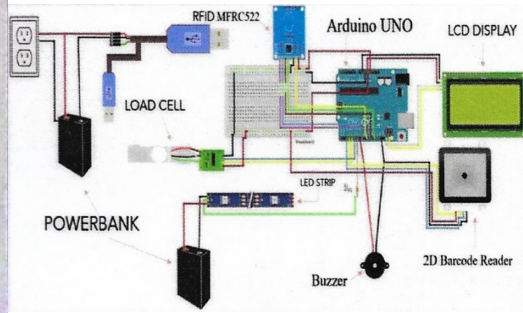 RFiD MFRC522
Arduino UNO
LCD DISPLAY
LOAD CELL
LED STRIP
POWERBANK
Buzzer
2D Barcode Reader